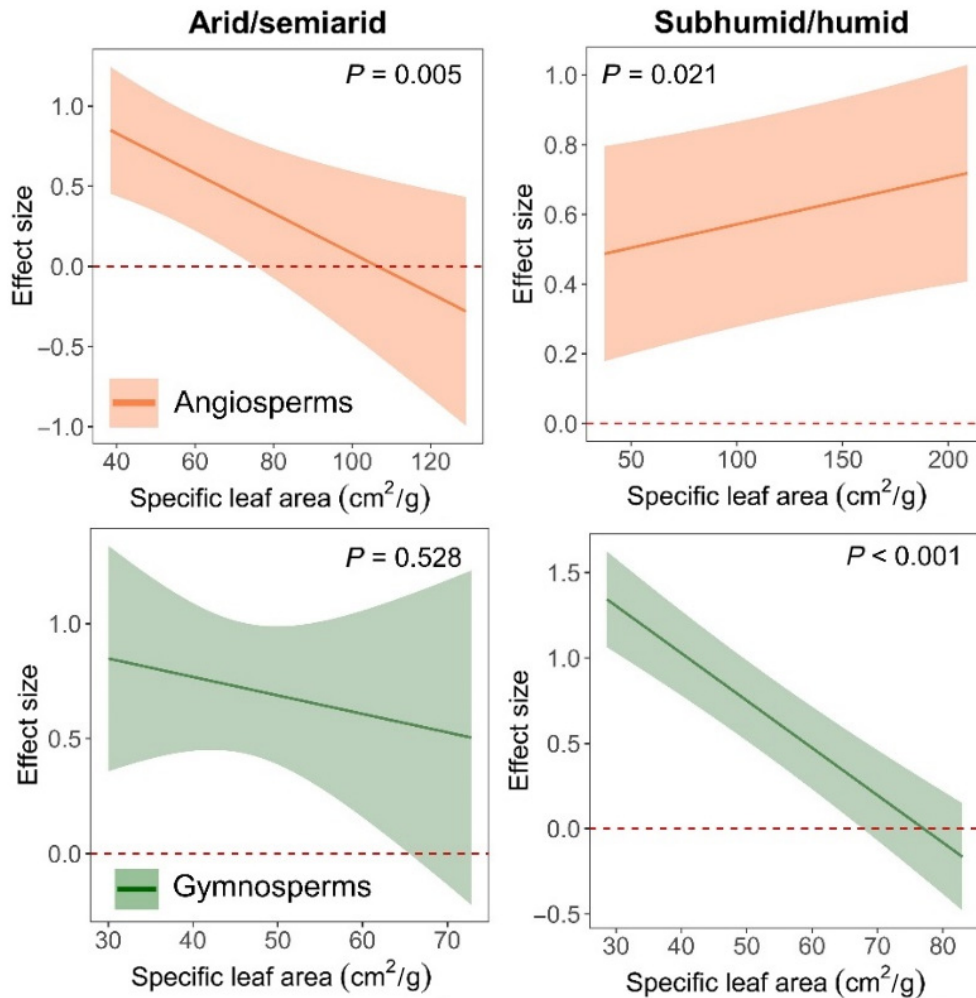 Arid/semiarid
Subhumid/humid
P = 0.005
1.0
0.5
0.0
−0.5
−1.0
Effect size
Angiosperms
40 60 80 100 120
Specific leaf area (cm²/g)
P = 0.021
1.0
0.8
0.6
0.4
0.2
0.0
Effect size
50 100 150 200
Specific leaf area (cm²/g)
P = 0.528
1.0
0.5
0.0
Effect size
Gymnosperms
30 40 50 60 70
Specific leaf area (cm²/g)
P < 0.001
1.5
1.0
0.5
0.0
−0.5
Effect size
30 40 50 60 70 80
Specific leaf area (cm²/g)